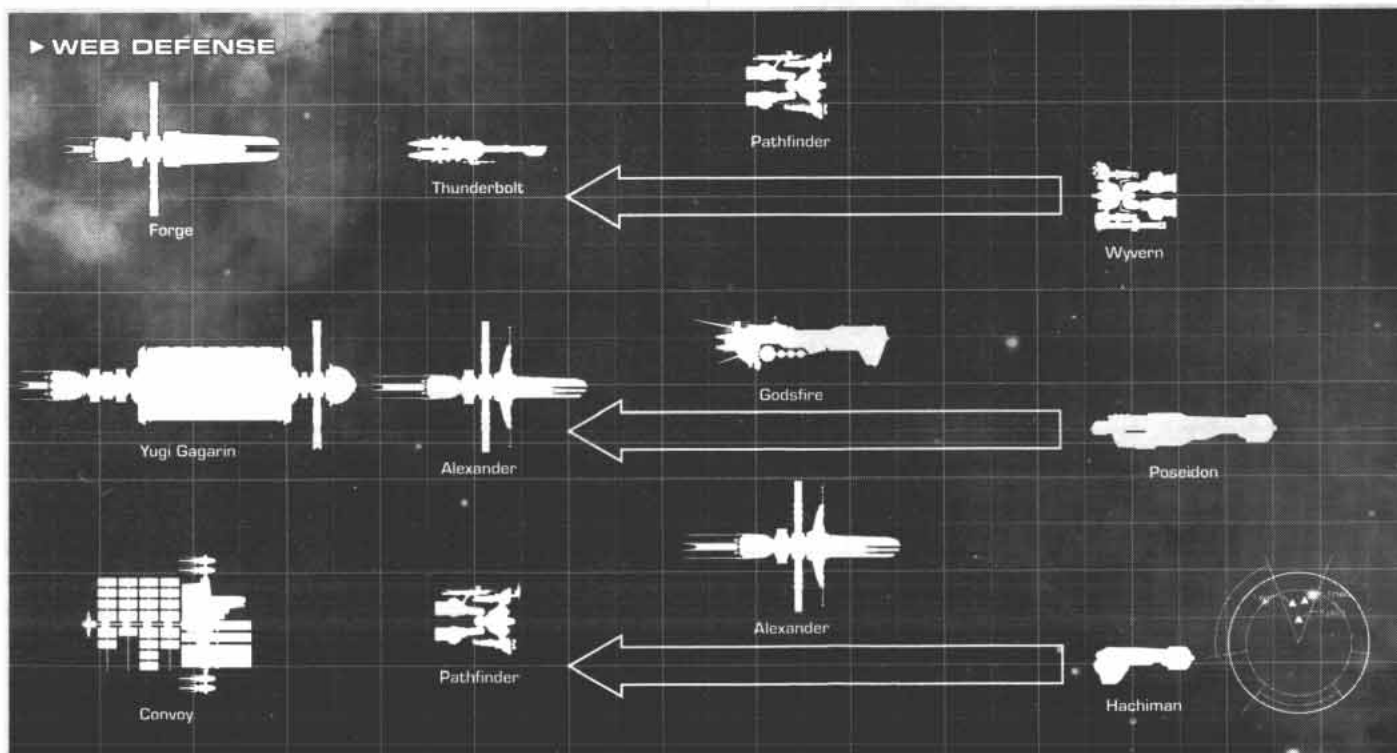 ► WEB DEFENSE
Pathfinder
Thunderbolt
Forge
Wyvern
Godsfire
Yugi Gagarin
Alexander
Poseidon
Alexander
Pathfinder
Convoy
Hachiman